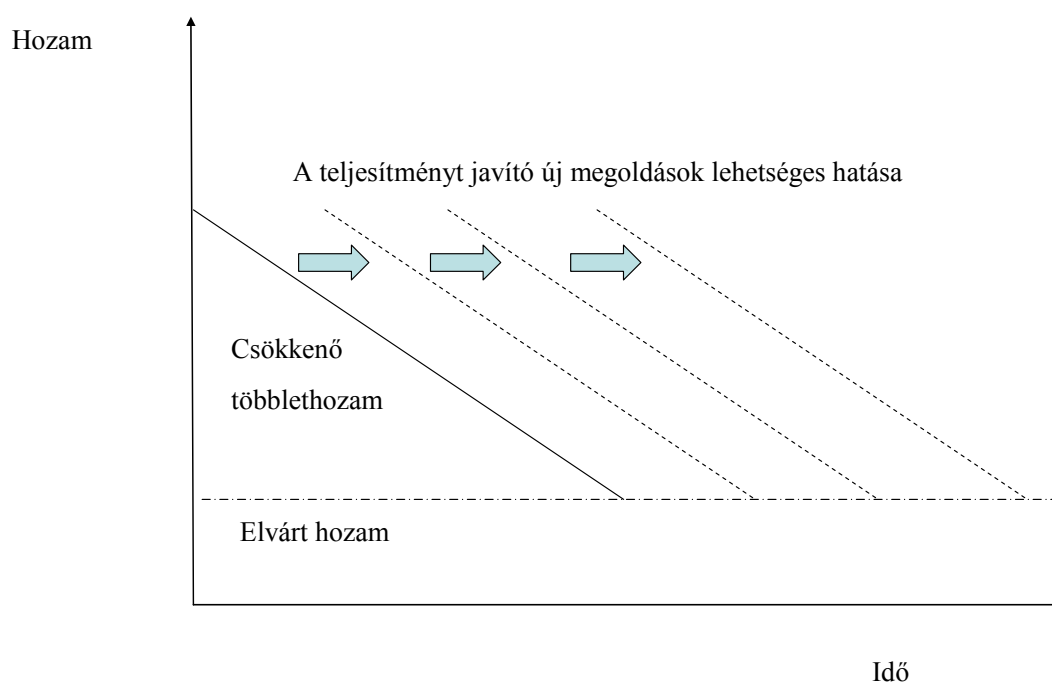 Hozam
A teljesítményt javító új megoldások lehetséges hatása
Csökkenő
többlethozam
Elvárt hozam
Idő